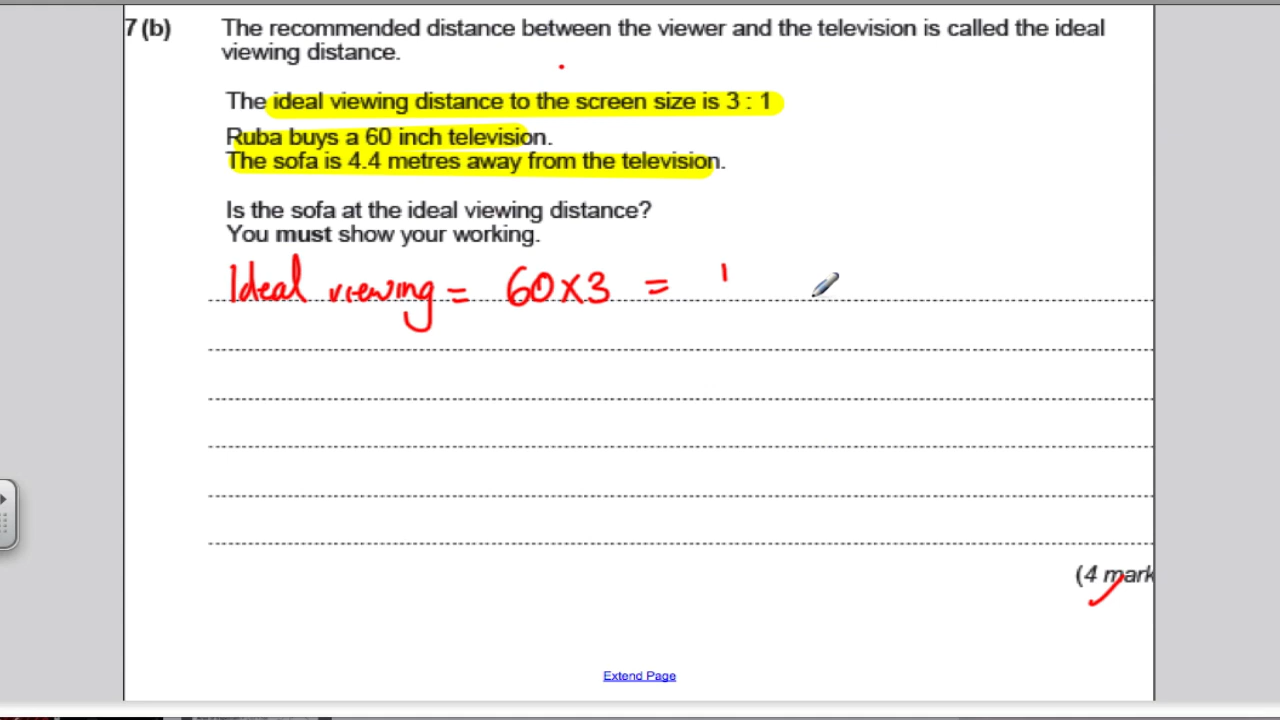 7 (b) The recommended distance between the viewer and the television is called the ideal
viewing distance.
The ideal viewing distance to the screen size is 3 : 1
Ruba buys a 60 inch television.
The sofa is 4.4 metres away from the television.
Is the sofa at the ideal viewing distance?
You must show your working.
Ideal viewing = 60 x 3 = 1
(4 mark
Extend Page